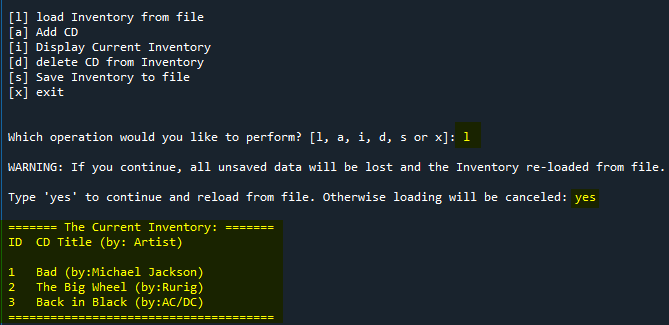 [l] load Inventory from file
[a] Add CD
[i] Display Current Inventory
[d] delete CD from Inventory
[s] Save Inventory to file
[x] exit
Which operation would you like to perform? [l, a, i, d, s or x]: l
WARNING: If you continue, all unsaved data will be lost and the Inventory re-loaded from file.
Type 'yes' to continue and reload from file. Otherwise loading will be canceled: yes
======= The Current Inventory: =======
ID  CD Title (by: Artist)
1   Bad (by:Michael Jackson)
2   The Big Wheel (by:Rurig)
3   Back in Black (by:AC/DC)
======================================